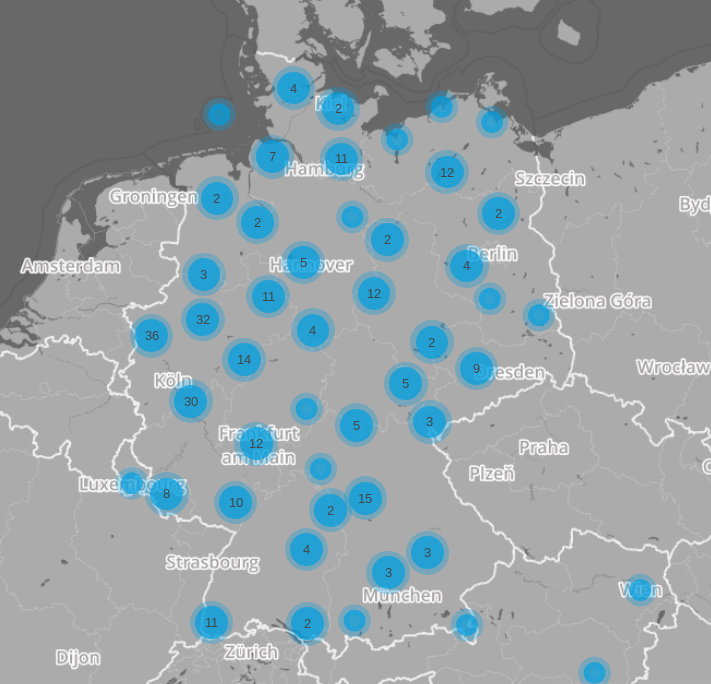 4
Kiel
2
7
11
Hamburg
12
Szczecin
Groningen
2
Byd
2
2
2
Berlin
Amsterdam
3
Hannover
5
4
11
12
Zielona Góra
36
32
4
2
14
9
Dresden
Wrocław
Köln
5
30
5
3
Frankfurt
am Main
12
Praha
Plzeň
Luxembourg
8
10
2
15
Strasbourg
4
3
3
München
Wien
11
2
Zürich
Dijon